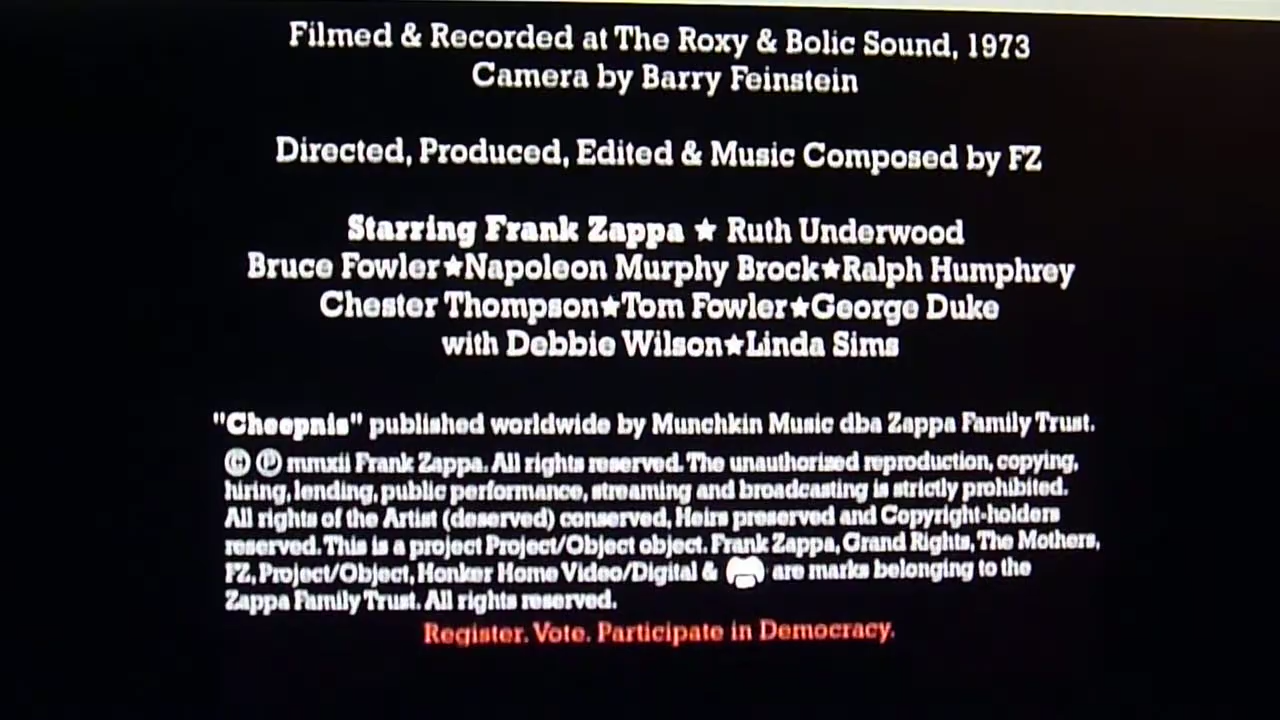 Filmed & Recorded at The Roxy & Bolic Sound, 1973
Camera by Barry Feinstein
Directed, Produced, Edited & Music Composed by FZ
Starring Frank Zappa ★ Ruth Underwood
Bruce Fowler★Napoleon Murphy Brock★Ralph Humphrey
Chester Thompson★Tom Fowler★George Duke
with Debbie Wilson★Linda Sims
"Cheepnis" published worldwide by Munchkin Music dba Zappa Family Trust.
© ℗ mmxii Frank Zappa. All rights reserved. The unauthorized reproduction, copying,
hiring, lending, public performance, streaming and broadcasting is strictly prohibited.
All rights of the Artist (deserved) conserved, Heirs preserved and Copyright-holders
reserved. This is a project Project/Object object. Frank Zappa, Grand Rights, The Mothers,
FZ, Project/Object, Honker Home Video/Digital & are marks belonging to the
Zappa Family Trust. All rights reserved.
Register. Vote. Participate in Democracy.